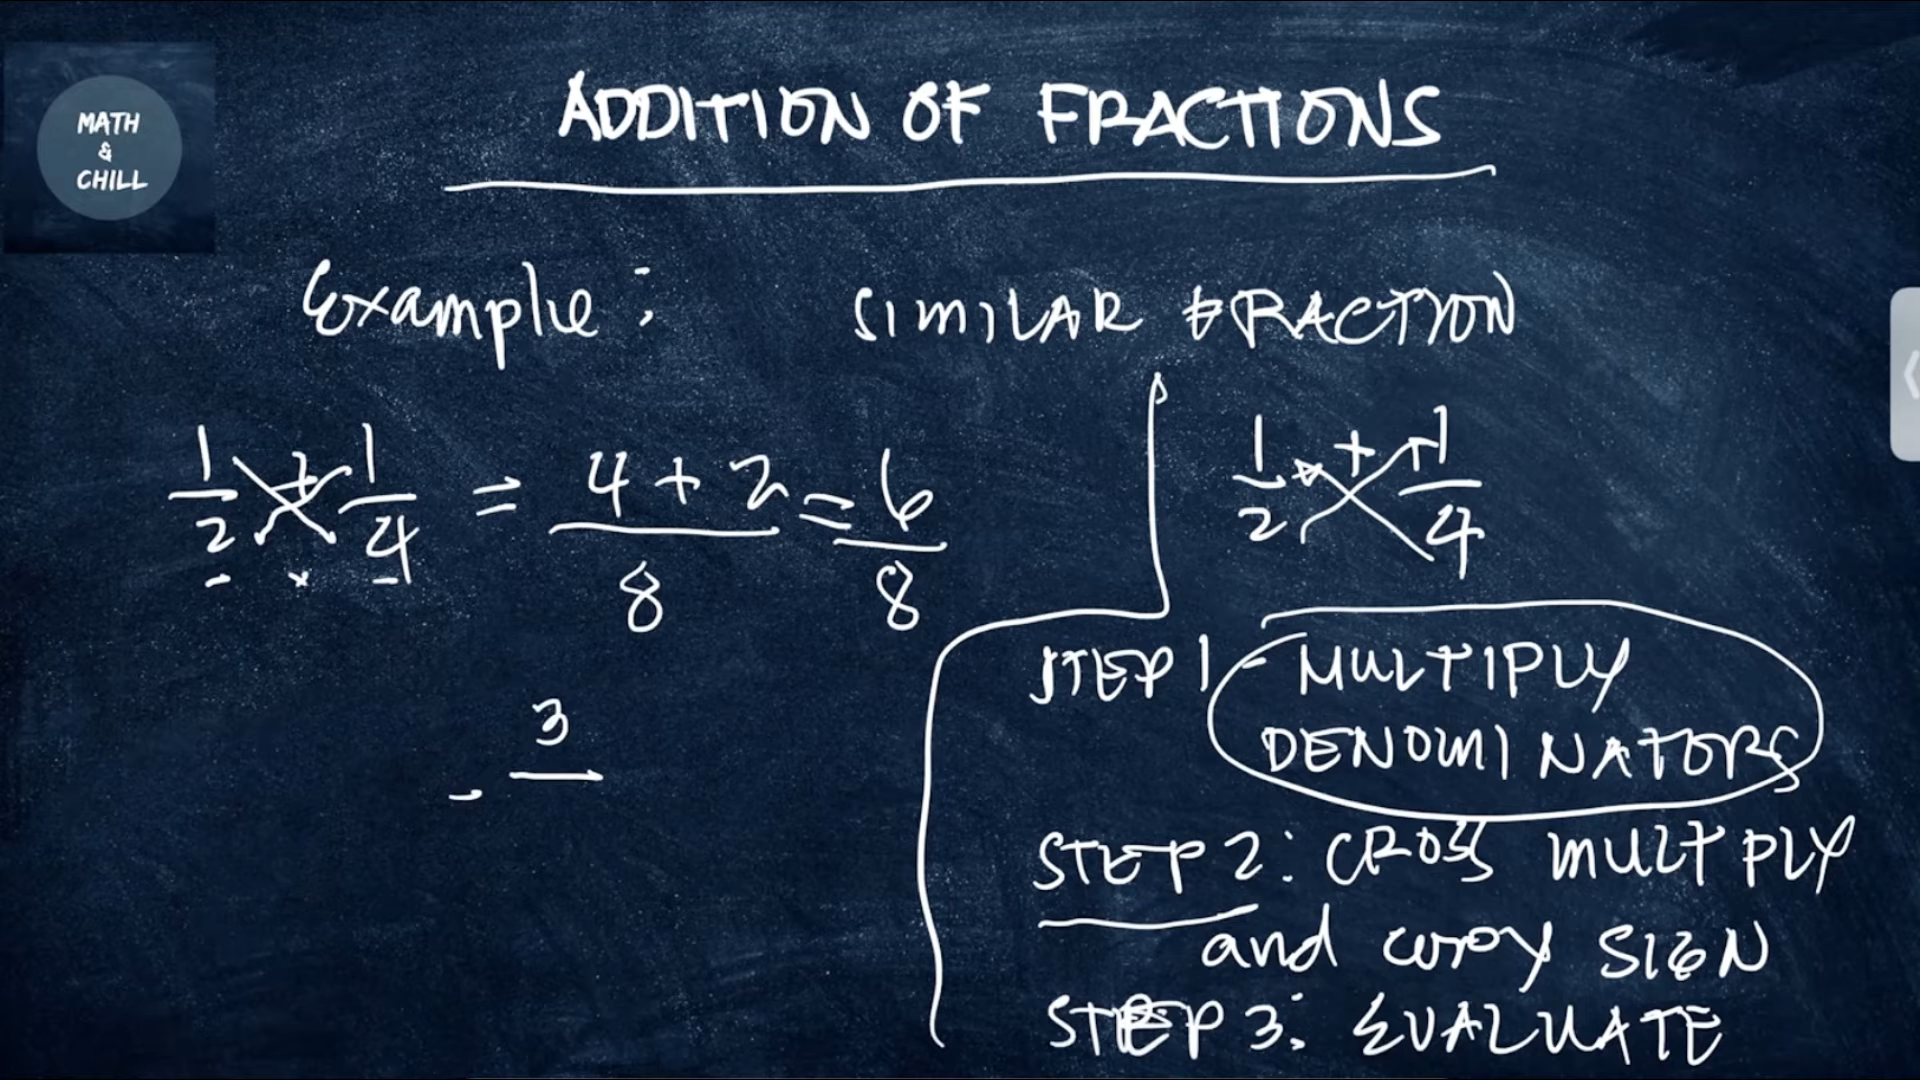 MATH
&
CHILL
ADDITION OF FRACTIONS
Example: SIMILAR FRACTION
1/2 + 1/4 = 4 + 2/8 = 6/8
3
1/2 + 1/4
STEP 1 - MULTIPLY
DENOMINATORS
STEP 2: CROSS MULTIPLY
and copy SIGN
STEP 3: EVALUATE